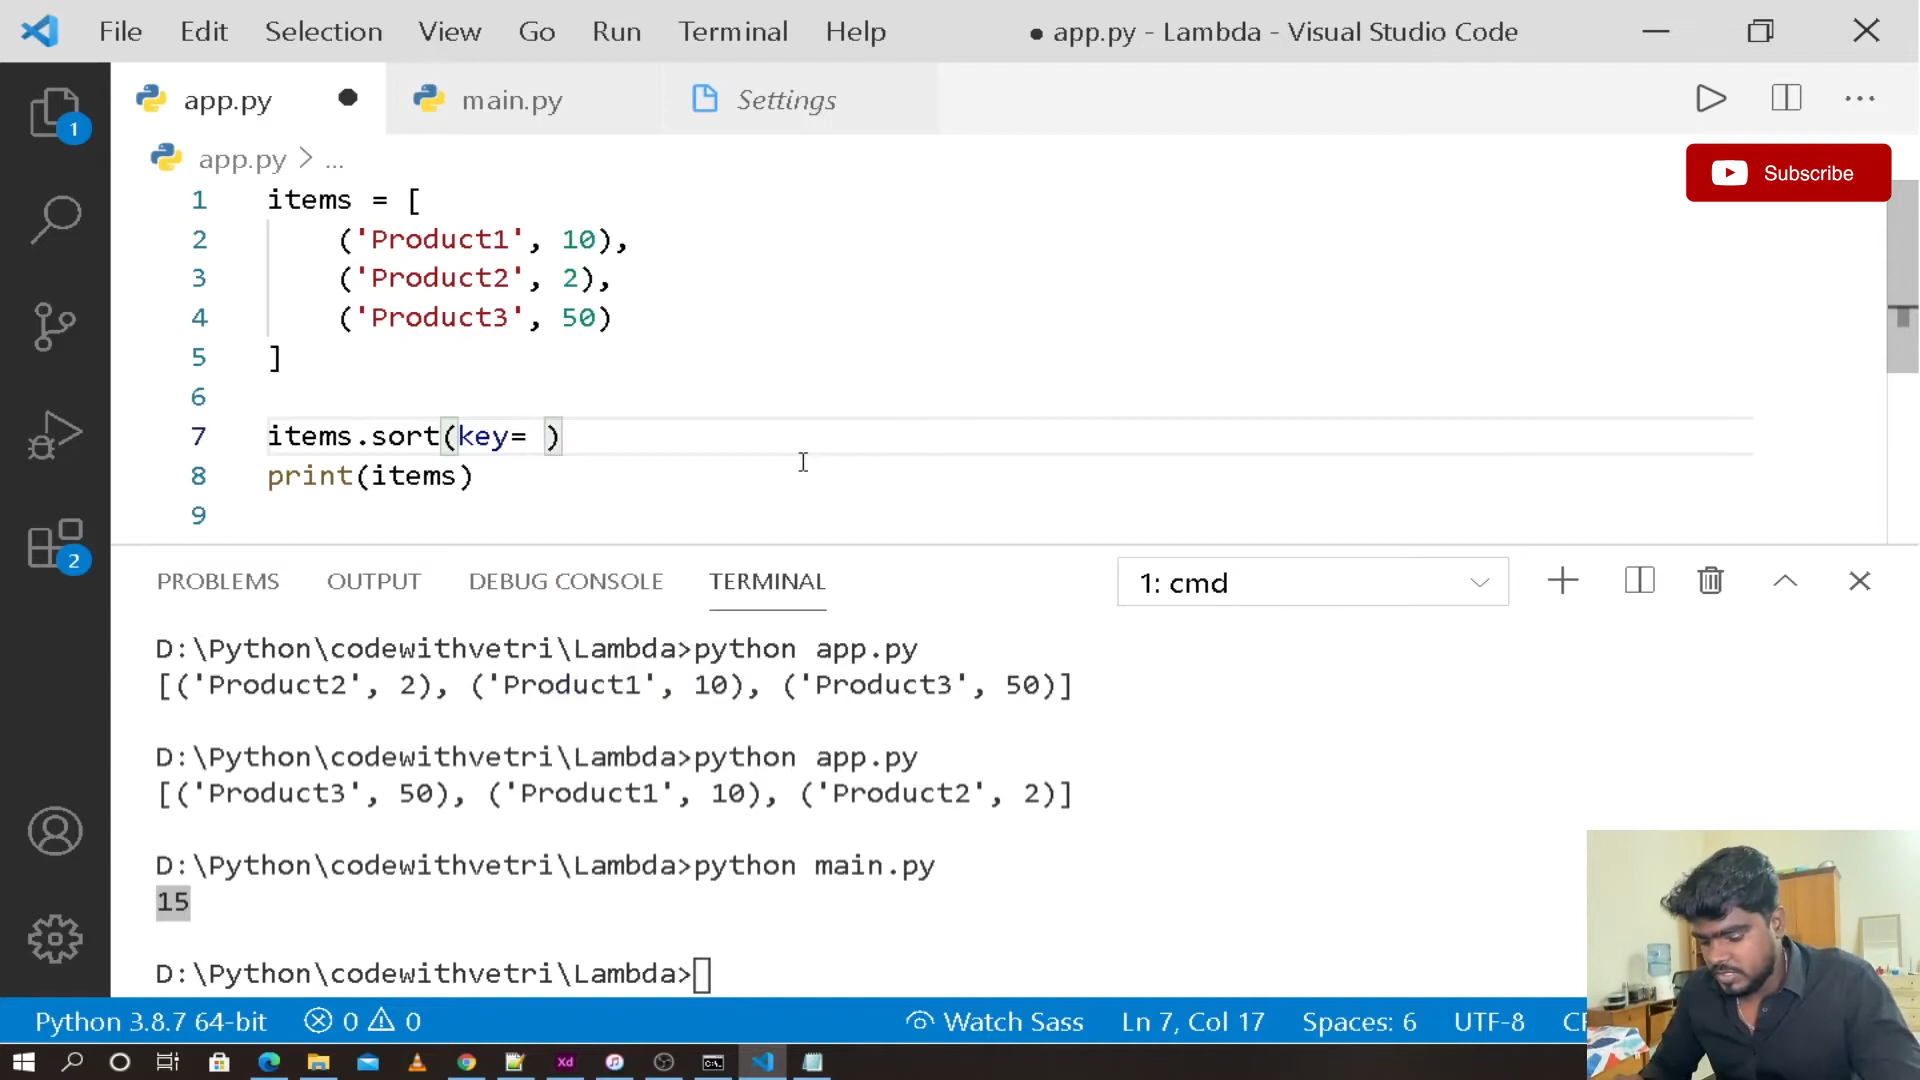 File Edit Selection View Go Run Terminal Help ● app.py - Lambda - Visual Studio Code
app.py ● main.py Settings
app.py > ...
Subscribe
1 items = [
2 ('Product1', 10),
3 ('Product2', 2),
4 ('Product3', 50)
5 ]
6
7 items.sort(key= )
8 print(items)
9
PROBLEMS OUTPUT DEBUG CONSOLE TERMINAL 1: cmd
D:\Python\codewithvetri\Lambda>python app.py
[('Product2', 2), ('Product1', 10), ('Product3', 50)]
D:\Python\codewithvetri\Lambda>python app.py
[('Product3', 50), ('Product1', 10), ('Product2', 2)]
D:\Python\codewithvetri\Lambda>python main.py
15
D:\Python\codewithvetri\Lambda>
1
2
Python 3.8.7 64-bit 0 0 Watch Sass Ln 7, Col 17 Spaces: 6 UTF-8
Xd